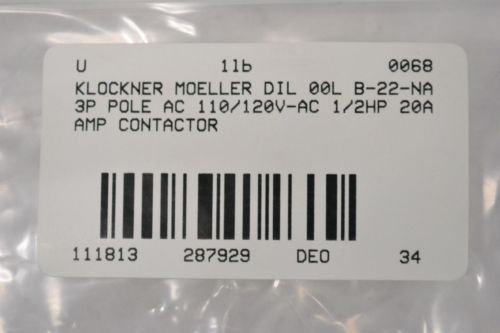 U 11b 0068
KLOCKNER MOELLER DIL 00L B-22-NA
3P POLE AC 110/120V-AC 1/2HP 20A
AMP CONTACTOR
111813 287929 DEO 34